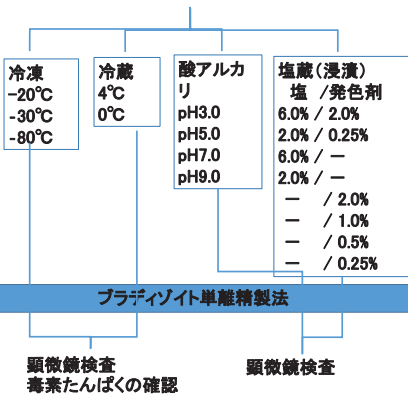 冷凍
-20℃
-30℃
-80℃
冷蔵
4℃
0℃
酸アルカ
リ
pH3.0
pH5.0
pH7.0
pH9.0
塩蔵(浸漬)
塩 /発色剤
6.0% / 2.0%
2.0% / 0.25%
6.0% / ー
2.0% / ー
ー / 2.0%
ー / 1.0%
ー / 0.5%
ー / 0.25%
ブラディゾイト単離精製法
顕微鏡検査
毒素たんぱくの確認
顕微鏡検査